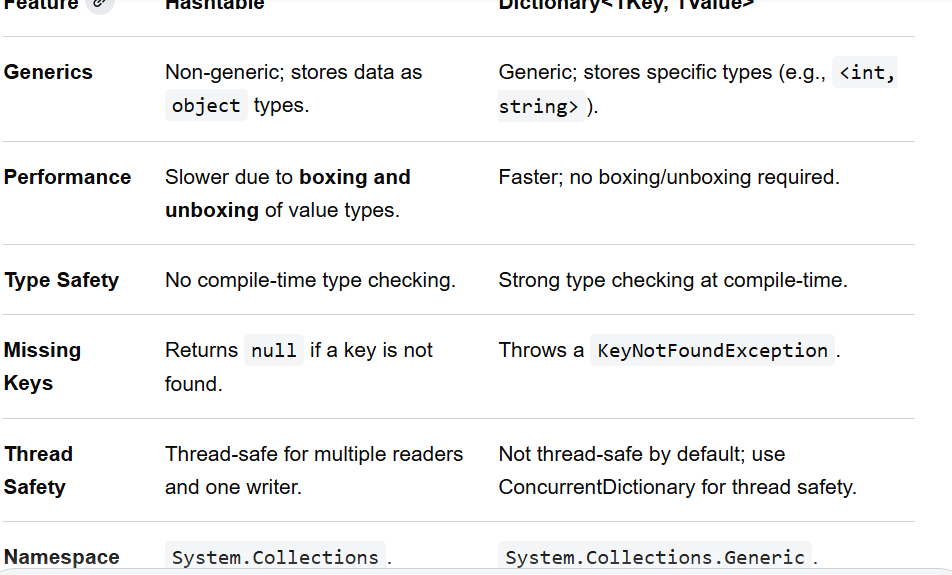 Feature Hashtable Dictionary<TKey, TValue>
Generics Non-generic; stores data as Generic; stores specific types (e.g., <int,
object types. string> ).
Performance Slower due to boxing and Faster; no boxing/unboxing required.
unboxing of value types.
Type Safety No compile-time type checking. Strong type checking at compile-time.
Missing Returns null if a key is not Throws a KeyNotFoundException .
Keys found.
Thread Thread-safe for multiple readers Not thread-safe by default; use
Safety and one writer. ConcurrentDictionary for thread safety.
Namespace System.Collections . System.Collections.Generic .